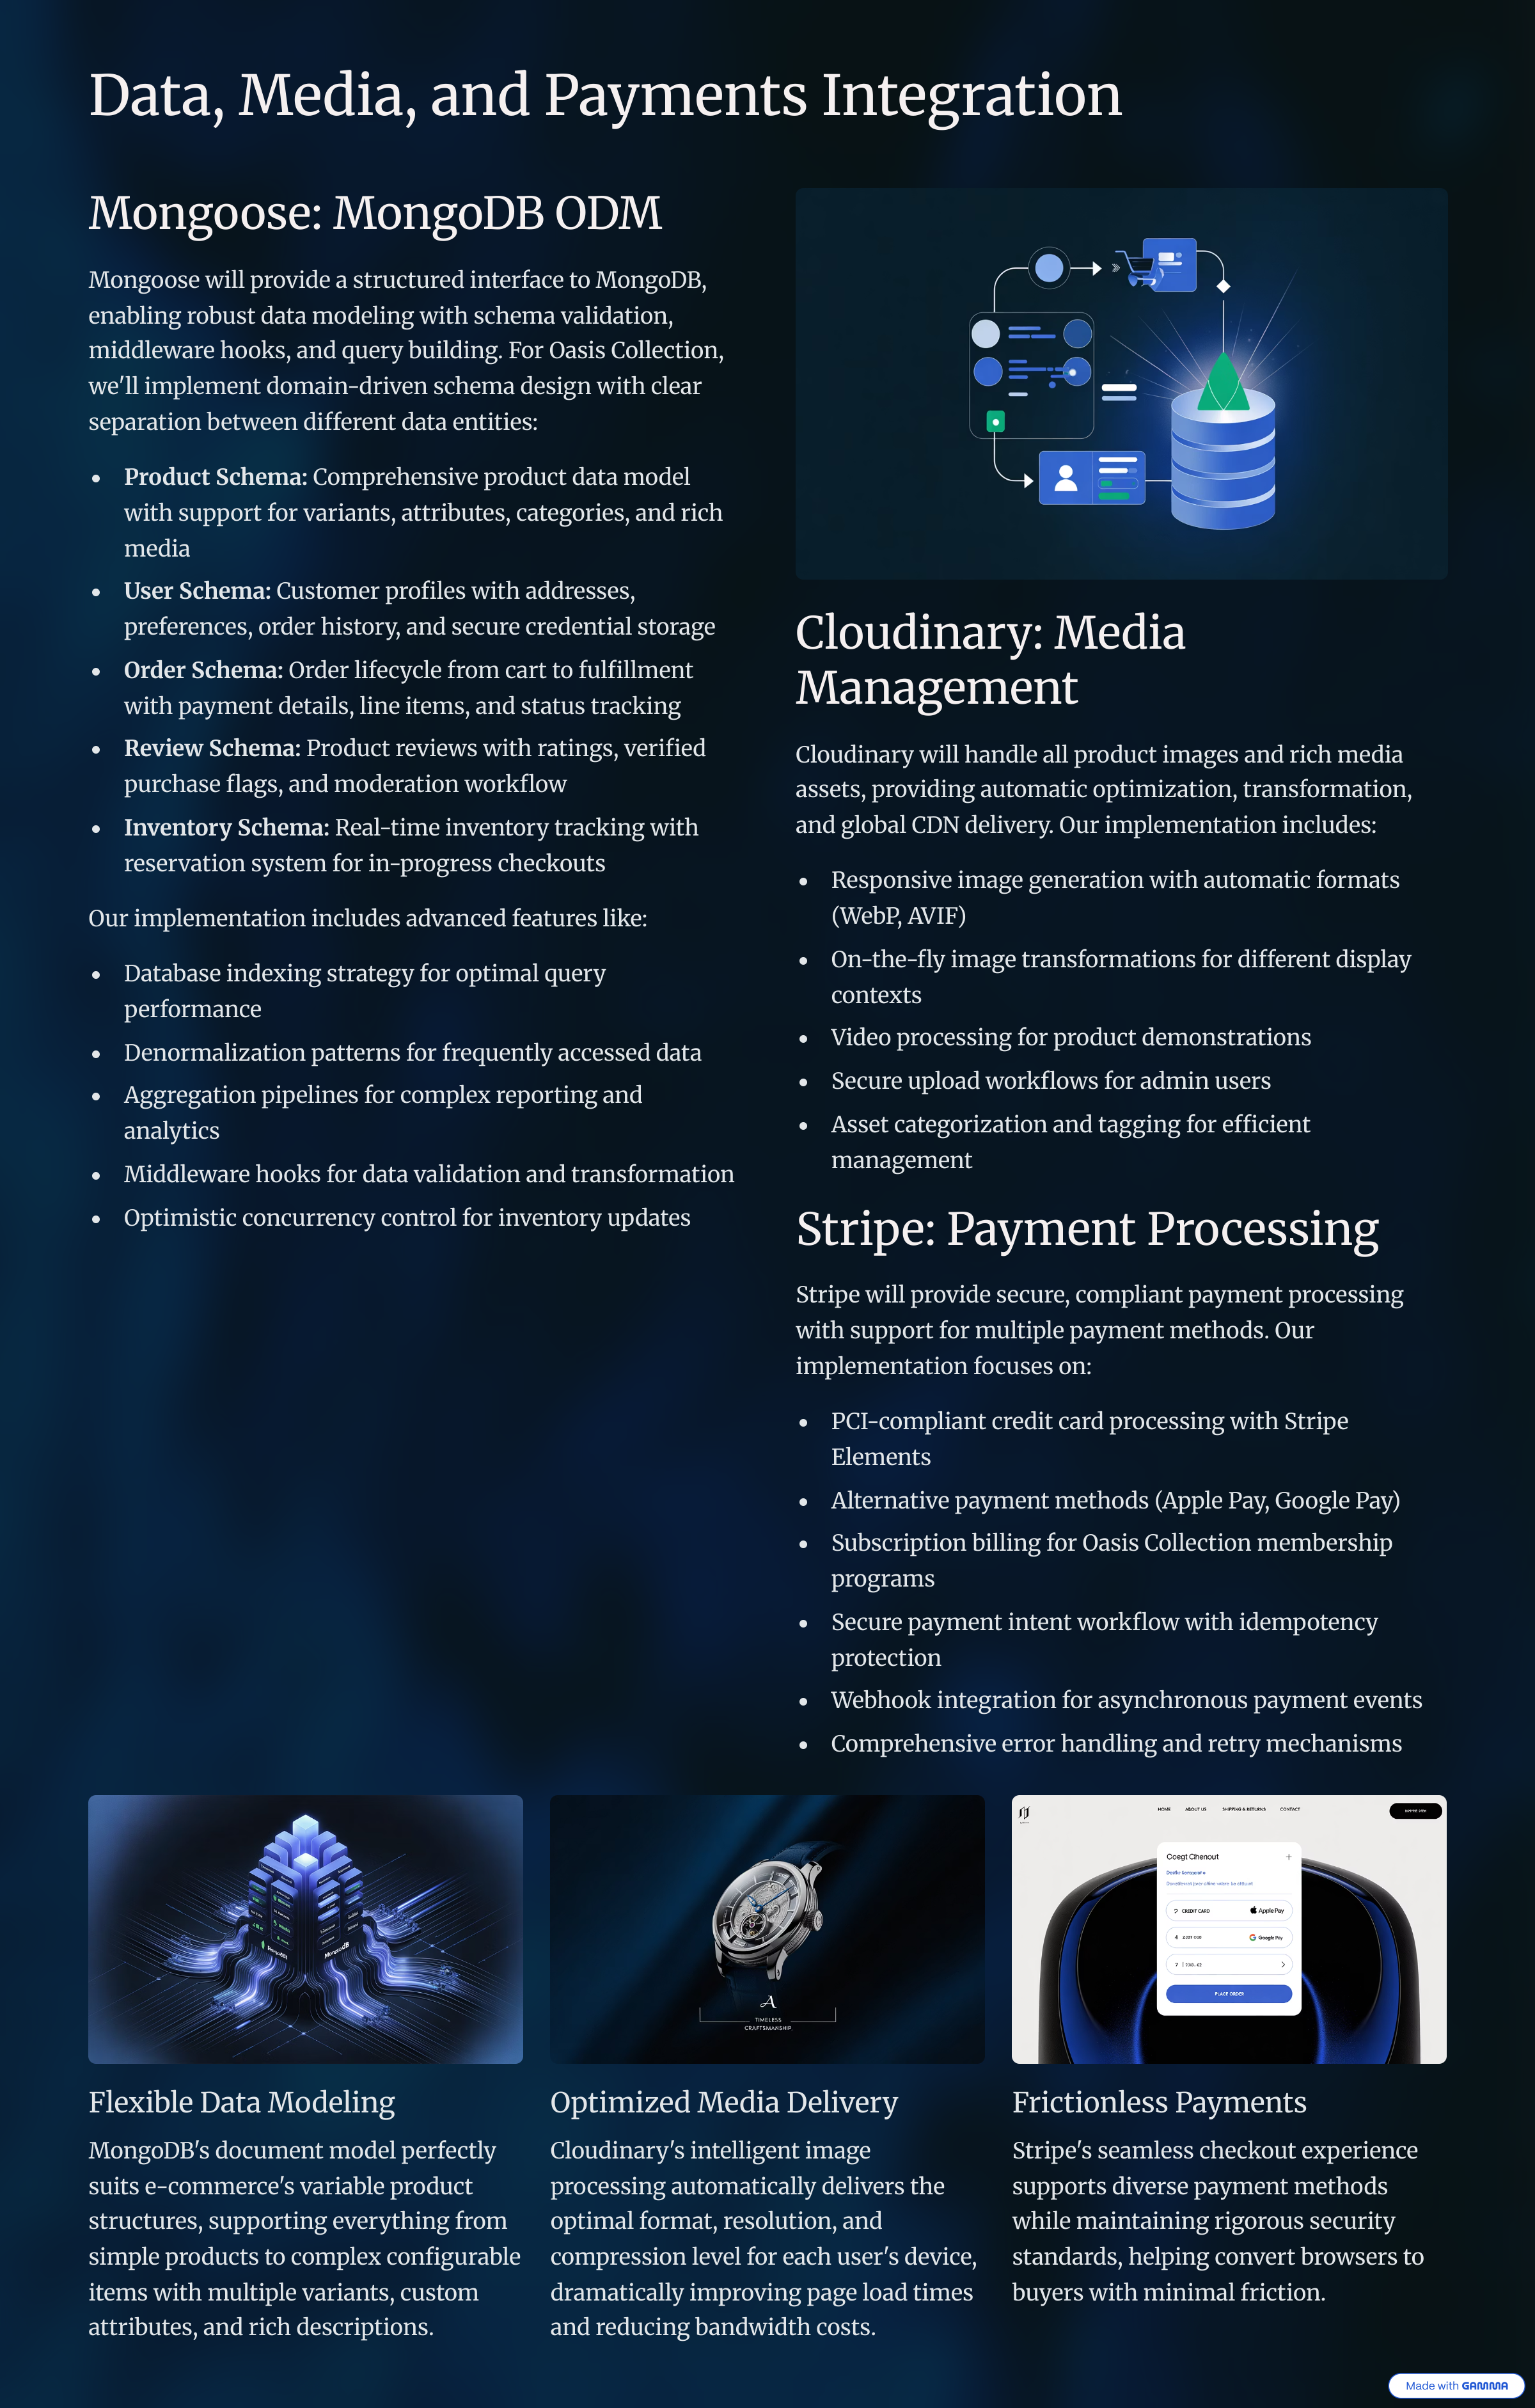 Data, Media, and Payments Integration
Mongoose: MongoDB ODM
Mongoose will provide a structured interface to MongoDB,
enabling robust data modeling with schema validation,
middleware hooks, and query building. For Oasis Collection,
we'll implement domain-driven schema design with clear
separation between different data entities:
Product Schema: Comprehensive product data model
with support for variants, attributes, categories, and rich
media
User Schema: Customer profiles with addresses,
preferences, order history, and secure credential storage
Order Schema: Order lifecycle from cart to fulfillment
with payment details, line items, and status tracking
Review Schema: Product reviews with ratings, verified
purchase flags, and moderation workflow
Inventory Schema: Real-time inventory tracking with
reservation system for in-progress checkouts
Our implementation includes advanced features like:
Database indexing strategy for optimal query
performance
Denormalization patterns for frequently accessed data
Aggregation pipelines for complex reporting and
analytics
Middleware hooks for data validation and transformation
Optimistic concurrency control for inventory updates
Cloudinary: Media
Management
Cloudinary will handle all product images and rich media
assets, providing automatic optimization, transformation,
and global CDN delivery. Our implementation includes:
Responsive image generation with automatic formats
(WebP, AVIF)
On-the-fly image transformations for different display
contexts
Video processing for product demonstrations
Secure upload workflows for admin users
Asset categorization and tagging for efficient
management
Stripe: Payment Processing
Stripe will provide secure, compliant payment processing
with support for multiple payment methods. Our
implementation focuses on:
PCI-compliant credit card processing with Stripe
Elements
Alternative payment methods (Apple Pay, Google Pay)
Subscription billing for Oasis Collection membership
programs
Secure payment intent workflow with idempotency
protection
Webhook integration for asynchronous payment events
Comprehensive error handling and retry mechanisms
MongoDB
A
TIMELESS
CRAFTSMANSHIP.
HOME ABOUT US SHIPPING & RETURNS CONTACT
Ccegt Chenout
CREDIT CARD Apple Pay
Google Pay
PLACE ORDER
Flexible Data Modeling
MongoDB's document model perfectly
suits e-commerce's variable product
structures, supporting everything from
simple products to complex configurable
items with multiple variants, custom
attributes, and rich descriptions.
Optimized Media Delivery
Cloudinary's intelligent image
processing automatically delivers the
optimal format, resolution, and
compression level for each user's device,
dramatically improving page load times
and reducing bandwidth costs.
Frictionless Payments
Stripe's seamless checkout experience
supports diverse payment methods
while maintaining rigorous security
standards, helping convert browsers to
buyers with minimal friction.
Made with GAMMA